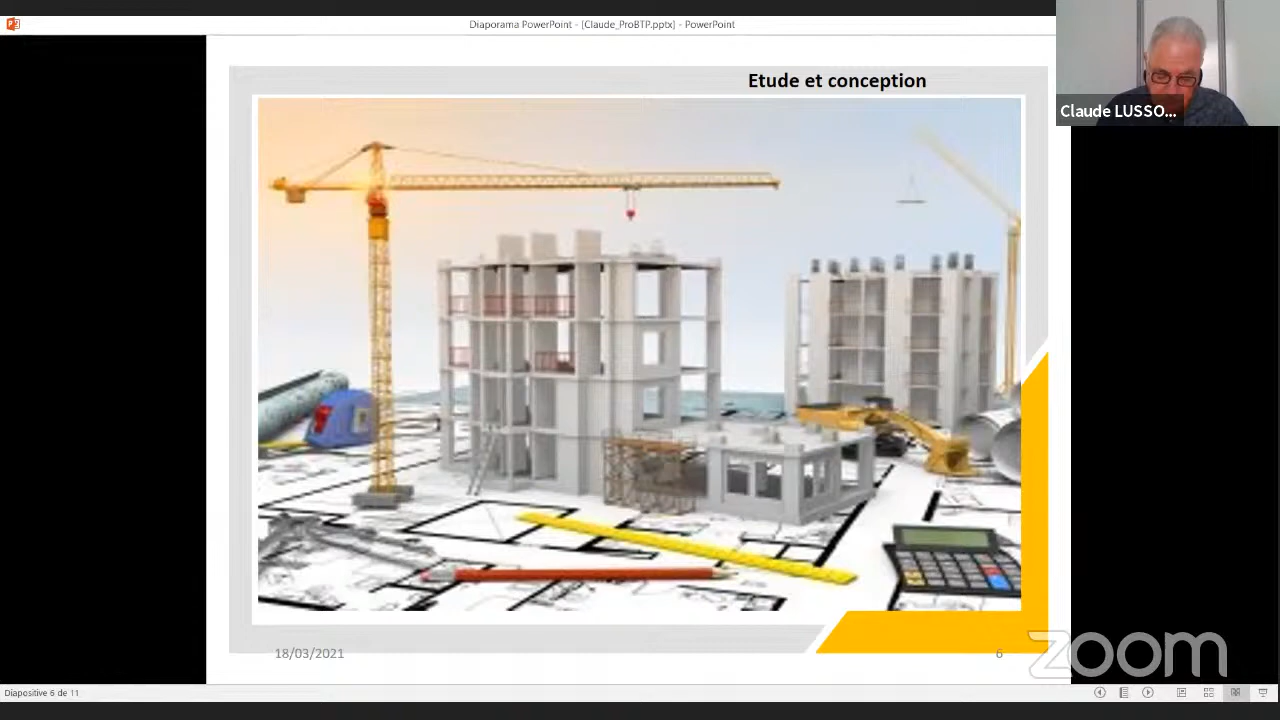 Diaporama PowerPoint - [Claude_ProBTP.pptx] - PowerPoint
Etude et conception
Claude LUSSO...
18/03/2021
6
zoom
Diapositive 6 de 11